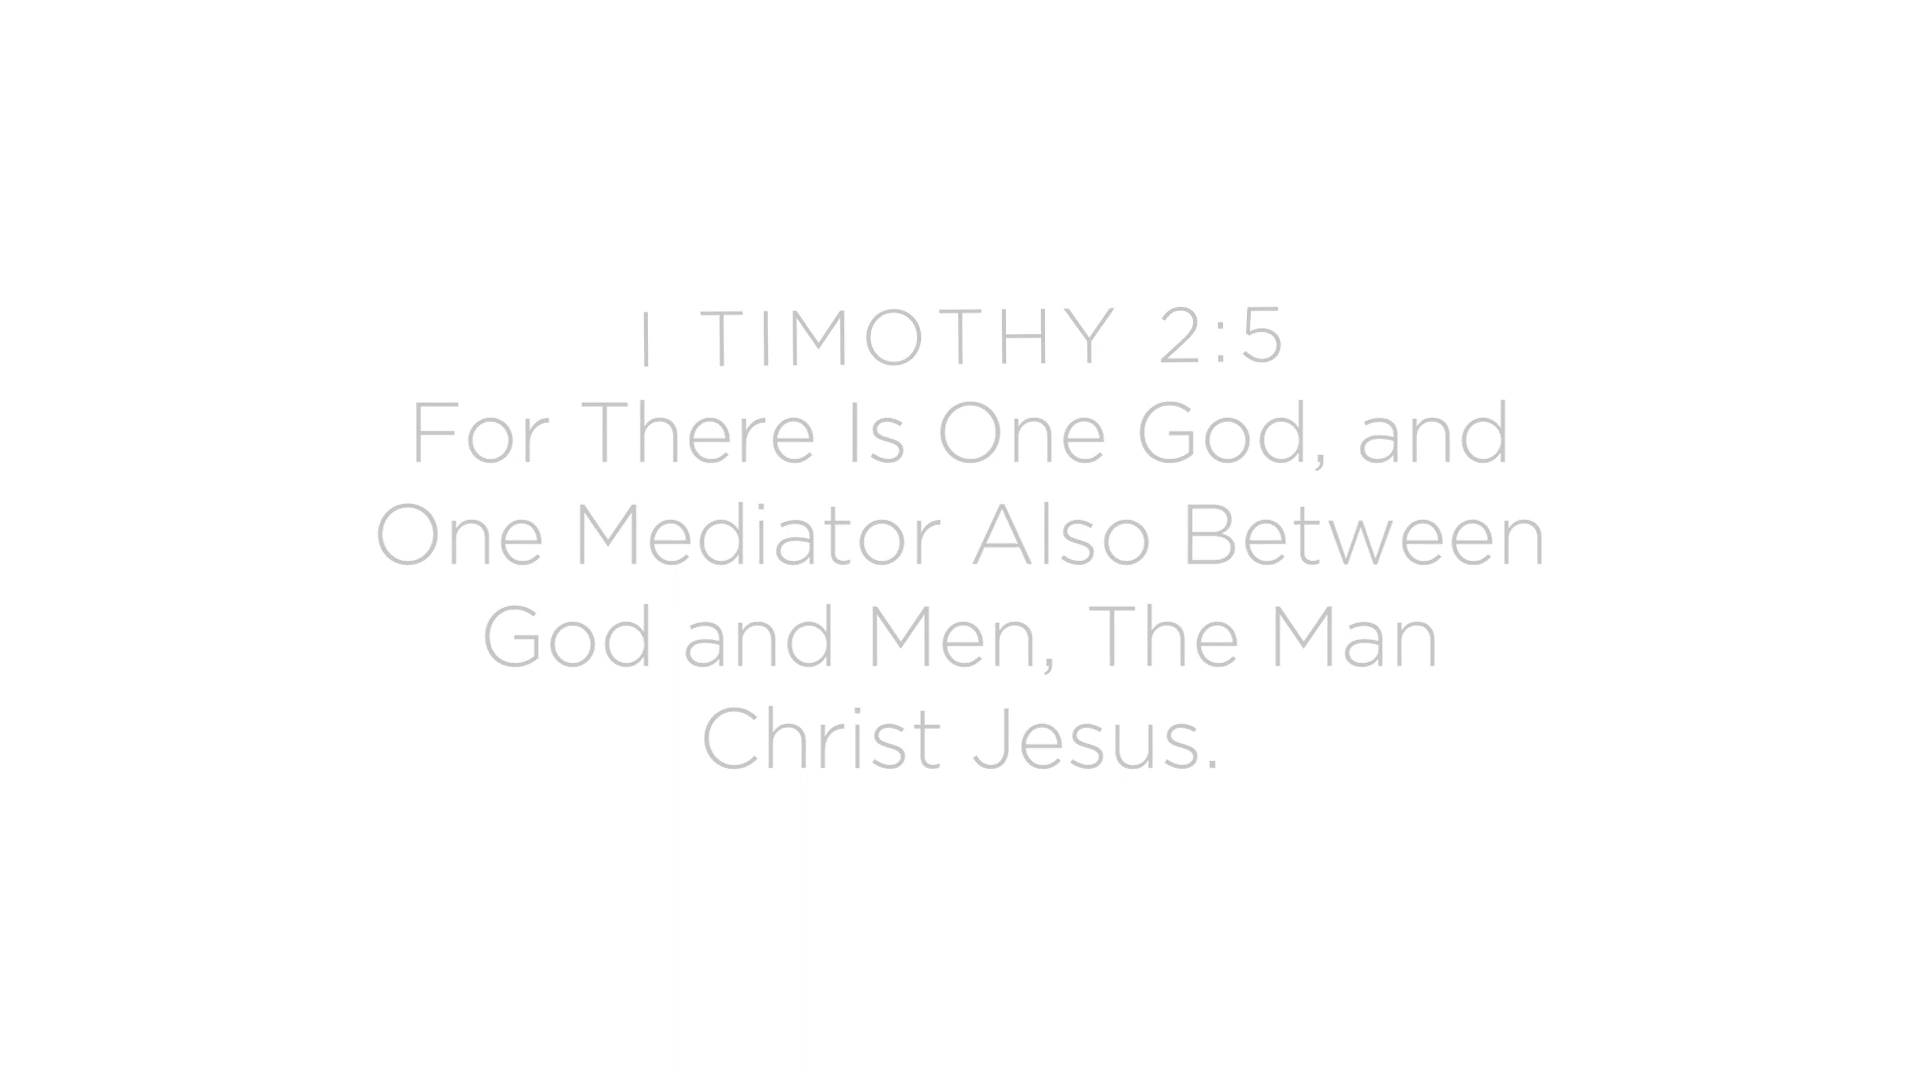 I TIMOTHY 2:5
For There Is One God, and
One Mediator Also Between
God and Men, The Man
Christ Jesus.